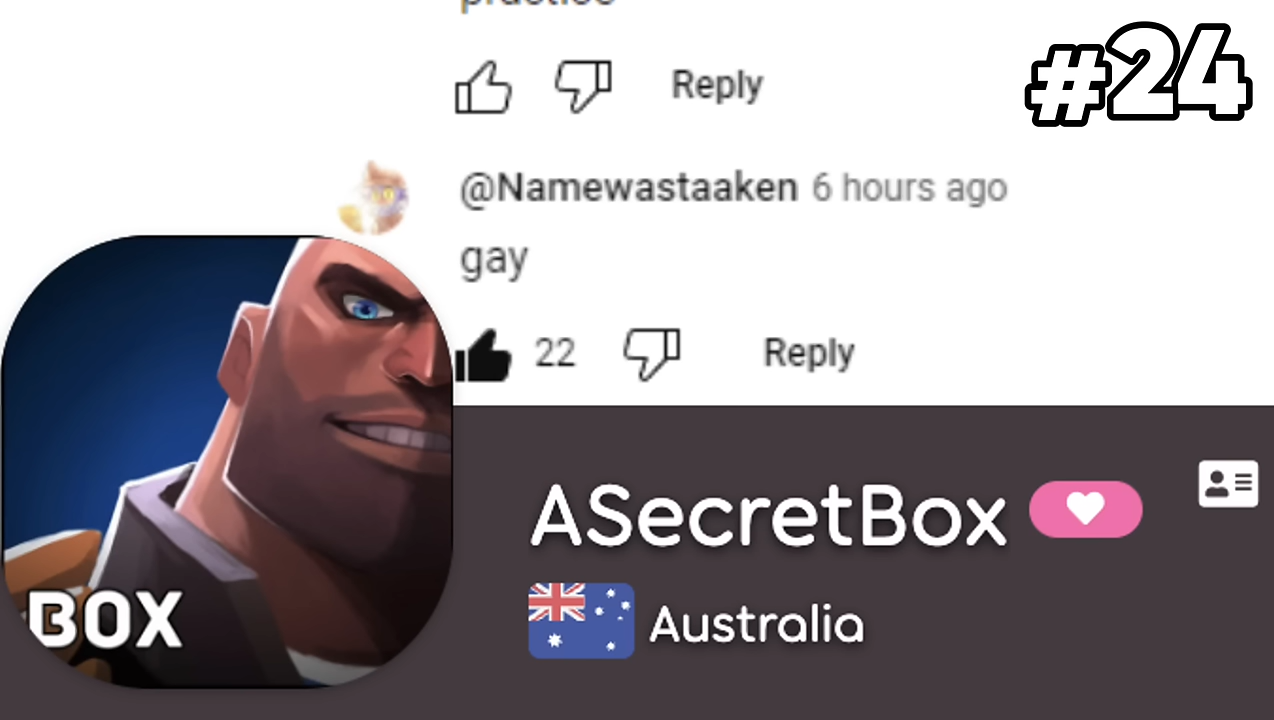 #24
Reply
@Namewastaaken 6 hours ago
gay
22 Reply
ASecretBox
Australia
BOX